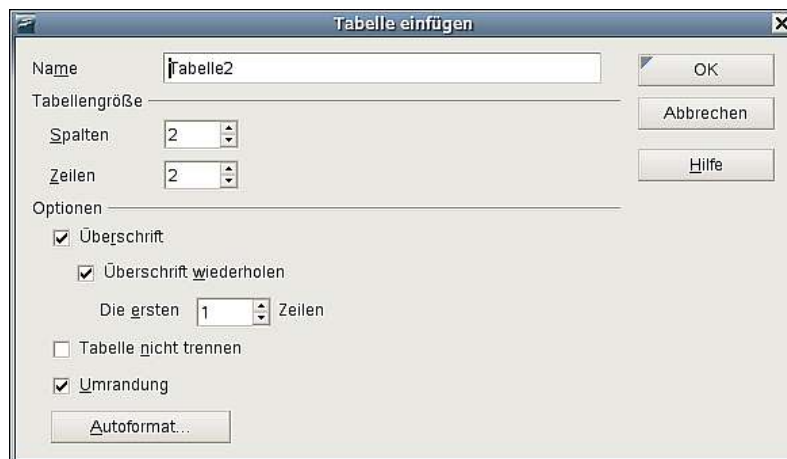 Tabelle einfügen
Name Tabelle2
OK
Tabellengröße
Abbrechen
Spalten 2
Hilfe
Zeilen 2
Optionen
Überschrift
Überschrift wiederholen
Die ersten 1 Zeilen
Tabelle nicht trennen
Umrandung
Autoformat...